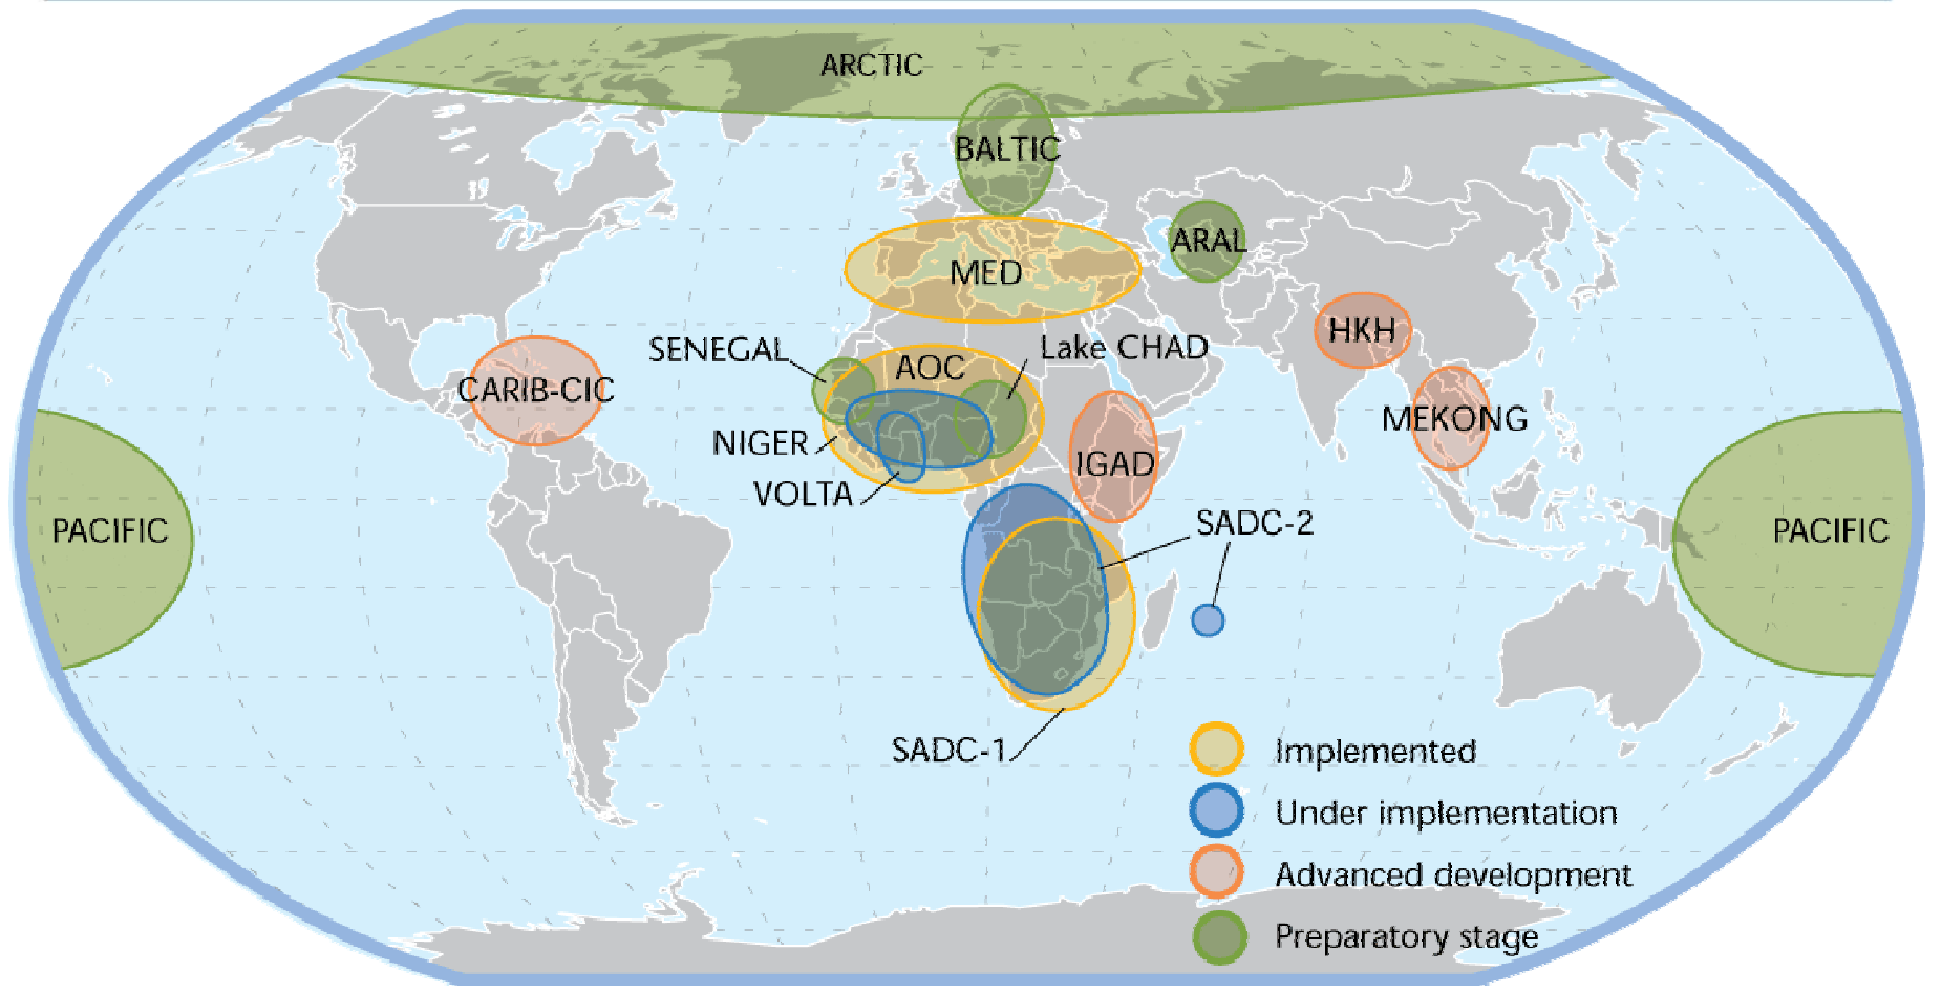 ARCTIC
BALTIC
ARAL
MED
HKH
SENEGAL
AOC
Lake CHAD
CARIB-CIC
MEKONG
NIGER
IGAD
VOLTA
SADC-2
PACIFIC
PACIFIC
SADC-1
Implemented
Under implementation
Advanced development
Preparatory stage